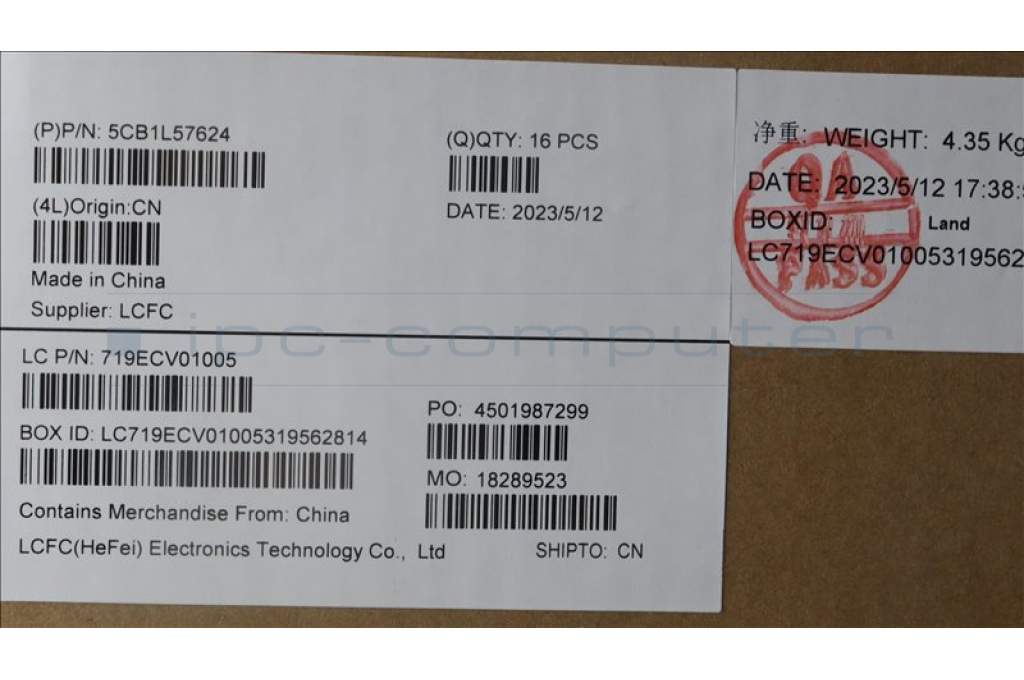 (P)P/N: 5CB1L57624
(Q)QTY: 16 PCS
(4L)Origin:CN
DATE: 2023/5/12
Made in China
Supplier: LCFC
LC P/N: 719ECV01005
PO: 4501987299
BOX ID: LC719ECV01005319562814
MO: 18289523
Contains Merchandise From: China
LCFC(HeFei) Electronics Technology Co., Ltd
SHIPTO: CN
净重: WEIGHT: 4.35 Kg
DATE: 2023/5/12 17:38:
BOXID: Land
LC719ECV01005319562
QA
PASS
ipc-computer